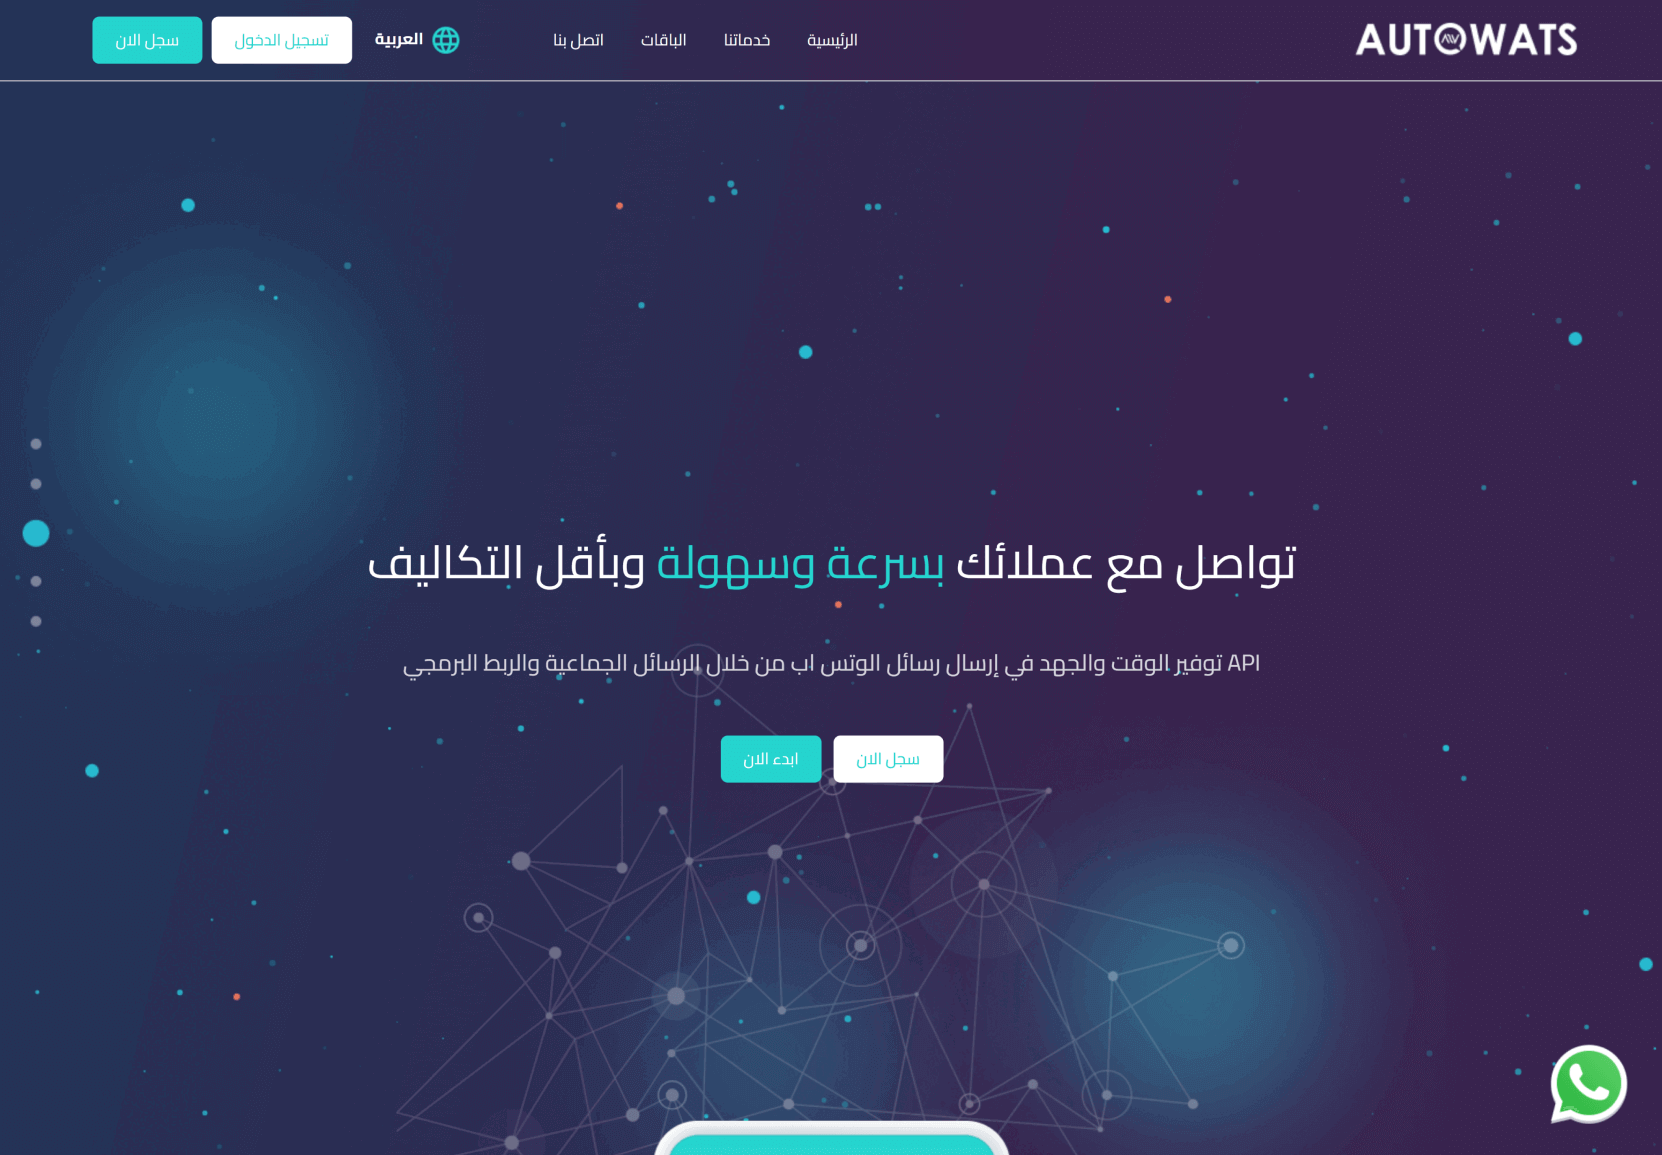 AUTOWATS
الرئيسية
خدماتنا
الباقات
اتصل بنا
العربية
تسجيل الدخول
سجل الان
تواصل مع عملائك بسرعة وسهولة وبأقل التكاليف
API توفير الوقت والجهد في إرسال رسائل الوتس اب من خلال الرسائل الجماعية والربط البرمجي
سجل الان
ابدء الان